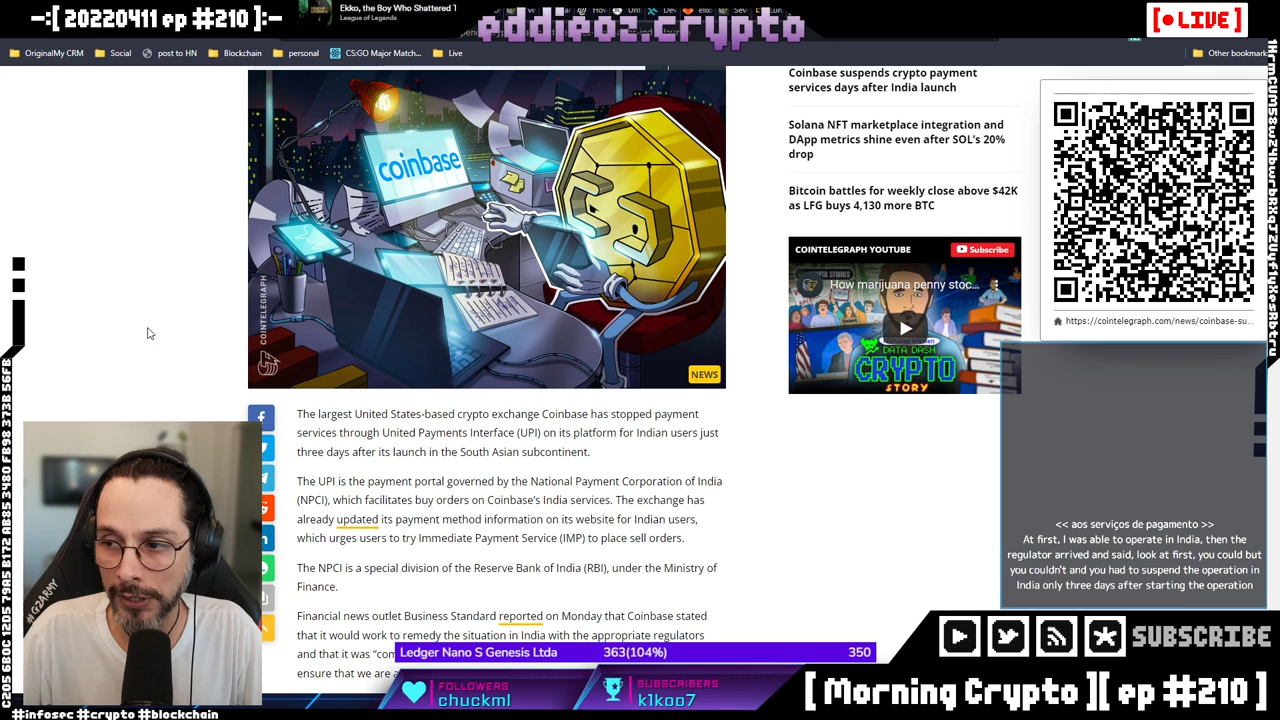 -:[ 20220411 ep #210 ]:-
Ekko, the Boy Who Shattered T
League of Legends
eddieoz.crypto
[ • LIVE ]
OriginalMy CRM
Social
post to HN
Blockchain
personal
CS:GO Major Match...
Live
Other bookmark
coinbase
COINTELEGRAPH
NEWS
Coinbase suspends crypto payment
services days after India launch
Solana NFT marketplace integration and
DApp metrics shine even after SOL's 20%
drop
Bitcoin battles for weekly close above $42K
as LFG buys 4,130 more BTC
COINTELEGRAPH YOUTUBE
Subscribe
How marijuana penny stoc...
DATA DASH
CRYPTO
STORY
https://cointelegraph.com/news/coinbase-su...
The largest United States-based crypto exchange Coinbase has stopped payment
services through United Payments Interface (UPI) on its platform for Indian users just
three days after its launch in the South Asian subcontinent.
The UPI is the payment portal governed by the National Payment Corporation of India
(NPCI), which facilitates buy orders on Coinbase's India services. The exchange has
already updated its payment method information on its website for Indian users,
which urges users to try Immediate Payment Service (IMP) to place sell orders.
The NPCI is a special division of the Reserve Bank of India (RBI), under the Ministry of
Finance.
Financial news outlet Business Standard reported on Monday that Coinbase stated
that it would work to remedy the situation in India with the appropriate regulators
and that it was "com
ensure that we are a
<< aos serviços de pagamento >>
At first, I was able to operate in India, then the
regulator arrived and said, look at first, you could but
you couldn't and you had to suspend the operation in
India only three days after starting the operation
Ledger Nano S Genesis Ltda 363(104%) 350
FOLLOWERS
chuckml
SUBSCRIBERS
k1koo7
SUBSCRIBE
[ Morning Crypto ][ ep #210 ]
#infosec #crypto #blockchain